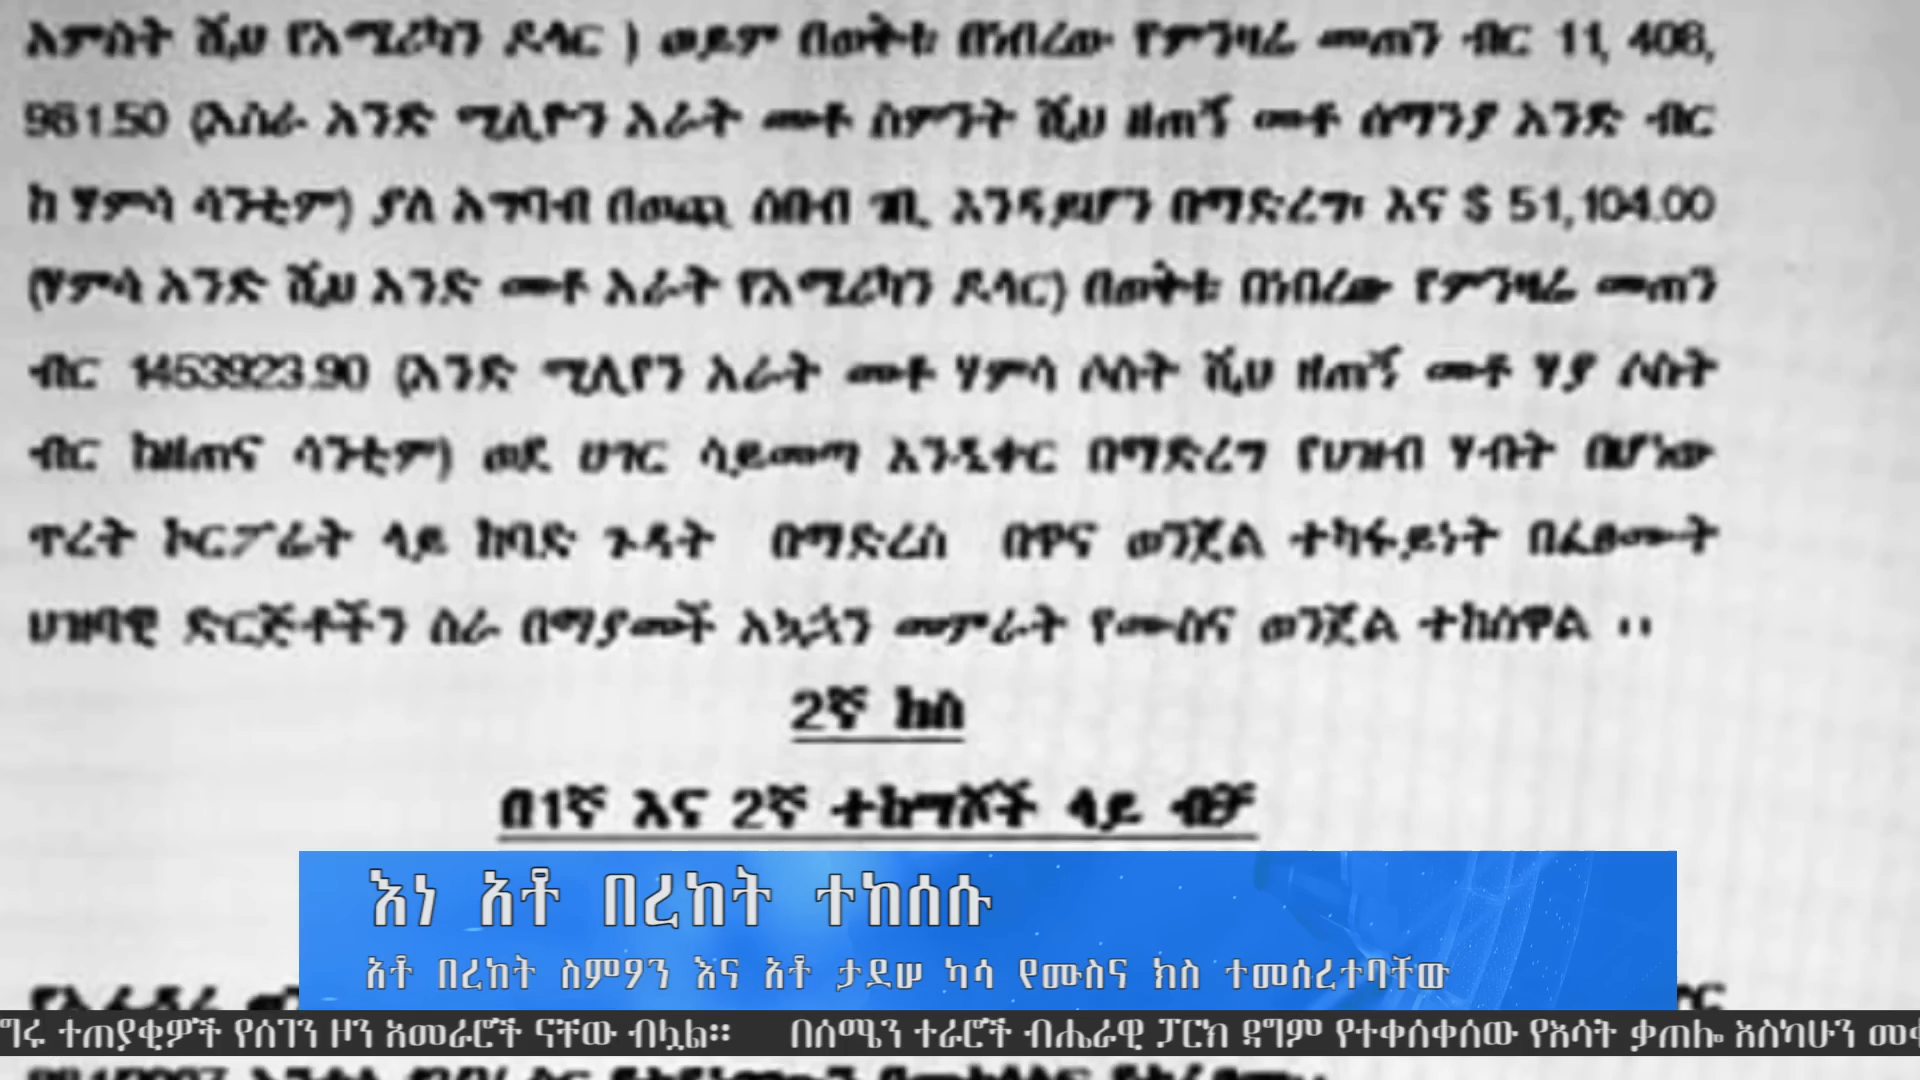 አምስት ሺህ የአሜሪካን ዶላር ) ወይም በወቅቱ በነብረው የምንዛሬ መጠን ብር 11, 408,
981.50 (አስራ አንድ ሚሊዮን አራት መቶ ስምንት ሺህ ዘጠኝ መቶ ሰማንያ አንድ ብር
ከ ሃምሳ ሳንቲም) ያለ አግባብ በወጪ ሰበብ ገቢ እንዳይሆን በማድረግ፡ እና $ 51,104.00
(ሃምሳ አንድ ሺህ አንድ መቶ አራት የአሜሪካን ዶላር) በወቅቱ በነበረው የምንዛሬ መጠን
ብር 1453923.90 (አንድ ሚሊየን አራት መቶ ሃምሳ ሶስት ሺህ ዘጠኝ መቶ ሃያ ሶስት
ብር ከዘጠና ሳንቲም) ወደ ሀገር ሳይመጣ እንዲቀር በማድረግ የህዝብ ሃብት በሆነው
ጥረት ኮርፖሬት ላይ ከባድ ጉዳት በማድረስ በዋና ወንጀል ተካፋይነት በፈፀሙት
ህዝባዊ ድርጅቶችን ስራ በማያመች አኳኋን መምራት የሙስና ወንጀል ተከሰዋል ፡፡
2ኛ ክስ
በ1ኛ እና 2ኛ ተከሣሾች ላይ ብቻ
እነ አቶ በረከት ተከሰሱ
አቶ በረከት ስምዖን እና አቶ ታደሠ ካሳ የሙስና ክስ ተመሰረተባቸው
ግሩ ተጠያቂዎች የሰገን ዞን አመራሮች ናቸው ብሏል። በሰሜን ተራሮች ብሔራዊ ፓርክ ዳግም የተቀሰቀሰው የእሳት ቃጠሎ እስካሁን